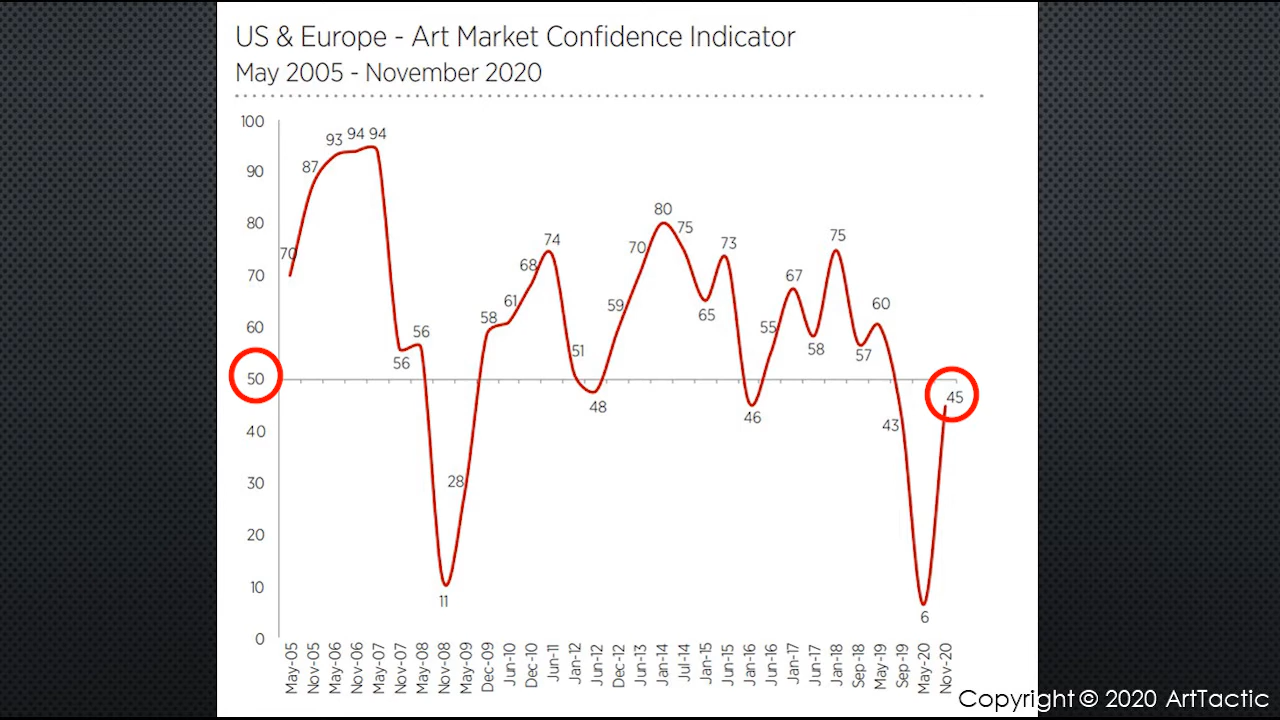 US & Europe - Art Market Confidence Indicator
May 2005 - November 2020
100
90
80
70
60
50
40
30
20
10
0
70
87
93
94
94
56
56
11
28
58
61
68
74
51
48
59
70
80
75
65
73
46
55
67
58
75
57
60
43
6
45
May-05
Nov-05
May-06
Nov-06
May-07
Nov-07
May-08
Nov-08
May-09
Dec-09
Jun-10
Dec-10
Jun-11
Jan-12
Jun-12
Dec-12
Jun-13
Jan-14
Jul-14
Jan-15
Jun-15
Jan-16
Jun-16
Jan-17
Jun-17
Jan-18
Sep-18
May-19
Sep-19
May-20
Nov-20
Copyright © 2020 ArtTactic